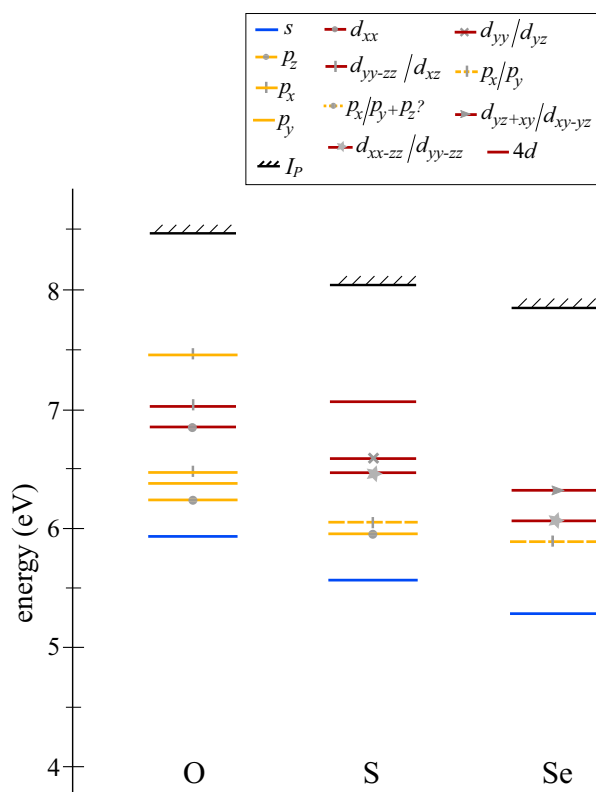 s d_xx d_yy/d_yz
p_z d_yy-zz/d_xz p_x/p_y
p_x p_x/p_y+p_z? d_yz+xy/d_xy-yz
p_y d_xx-zz/d_yy-zz 4d
I_P
energy (eV)
8
7
6
5
4
O S Se